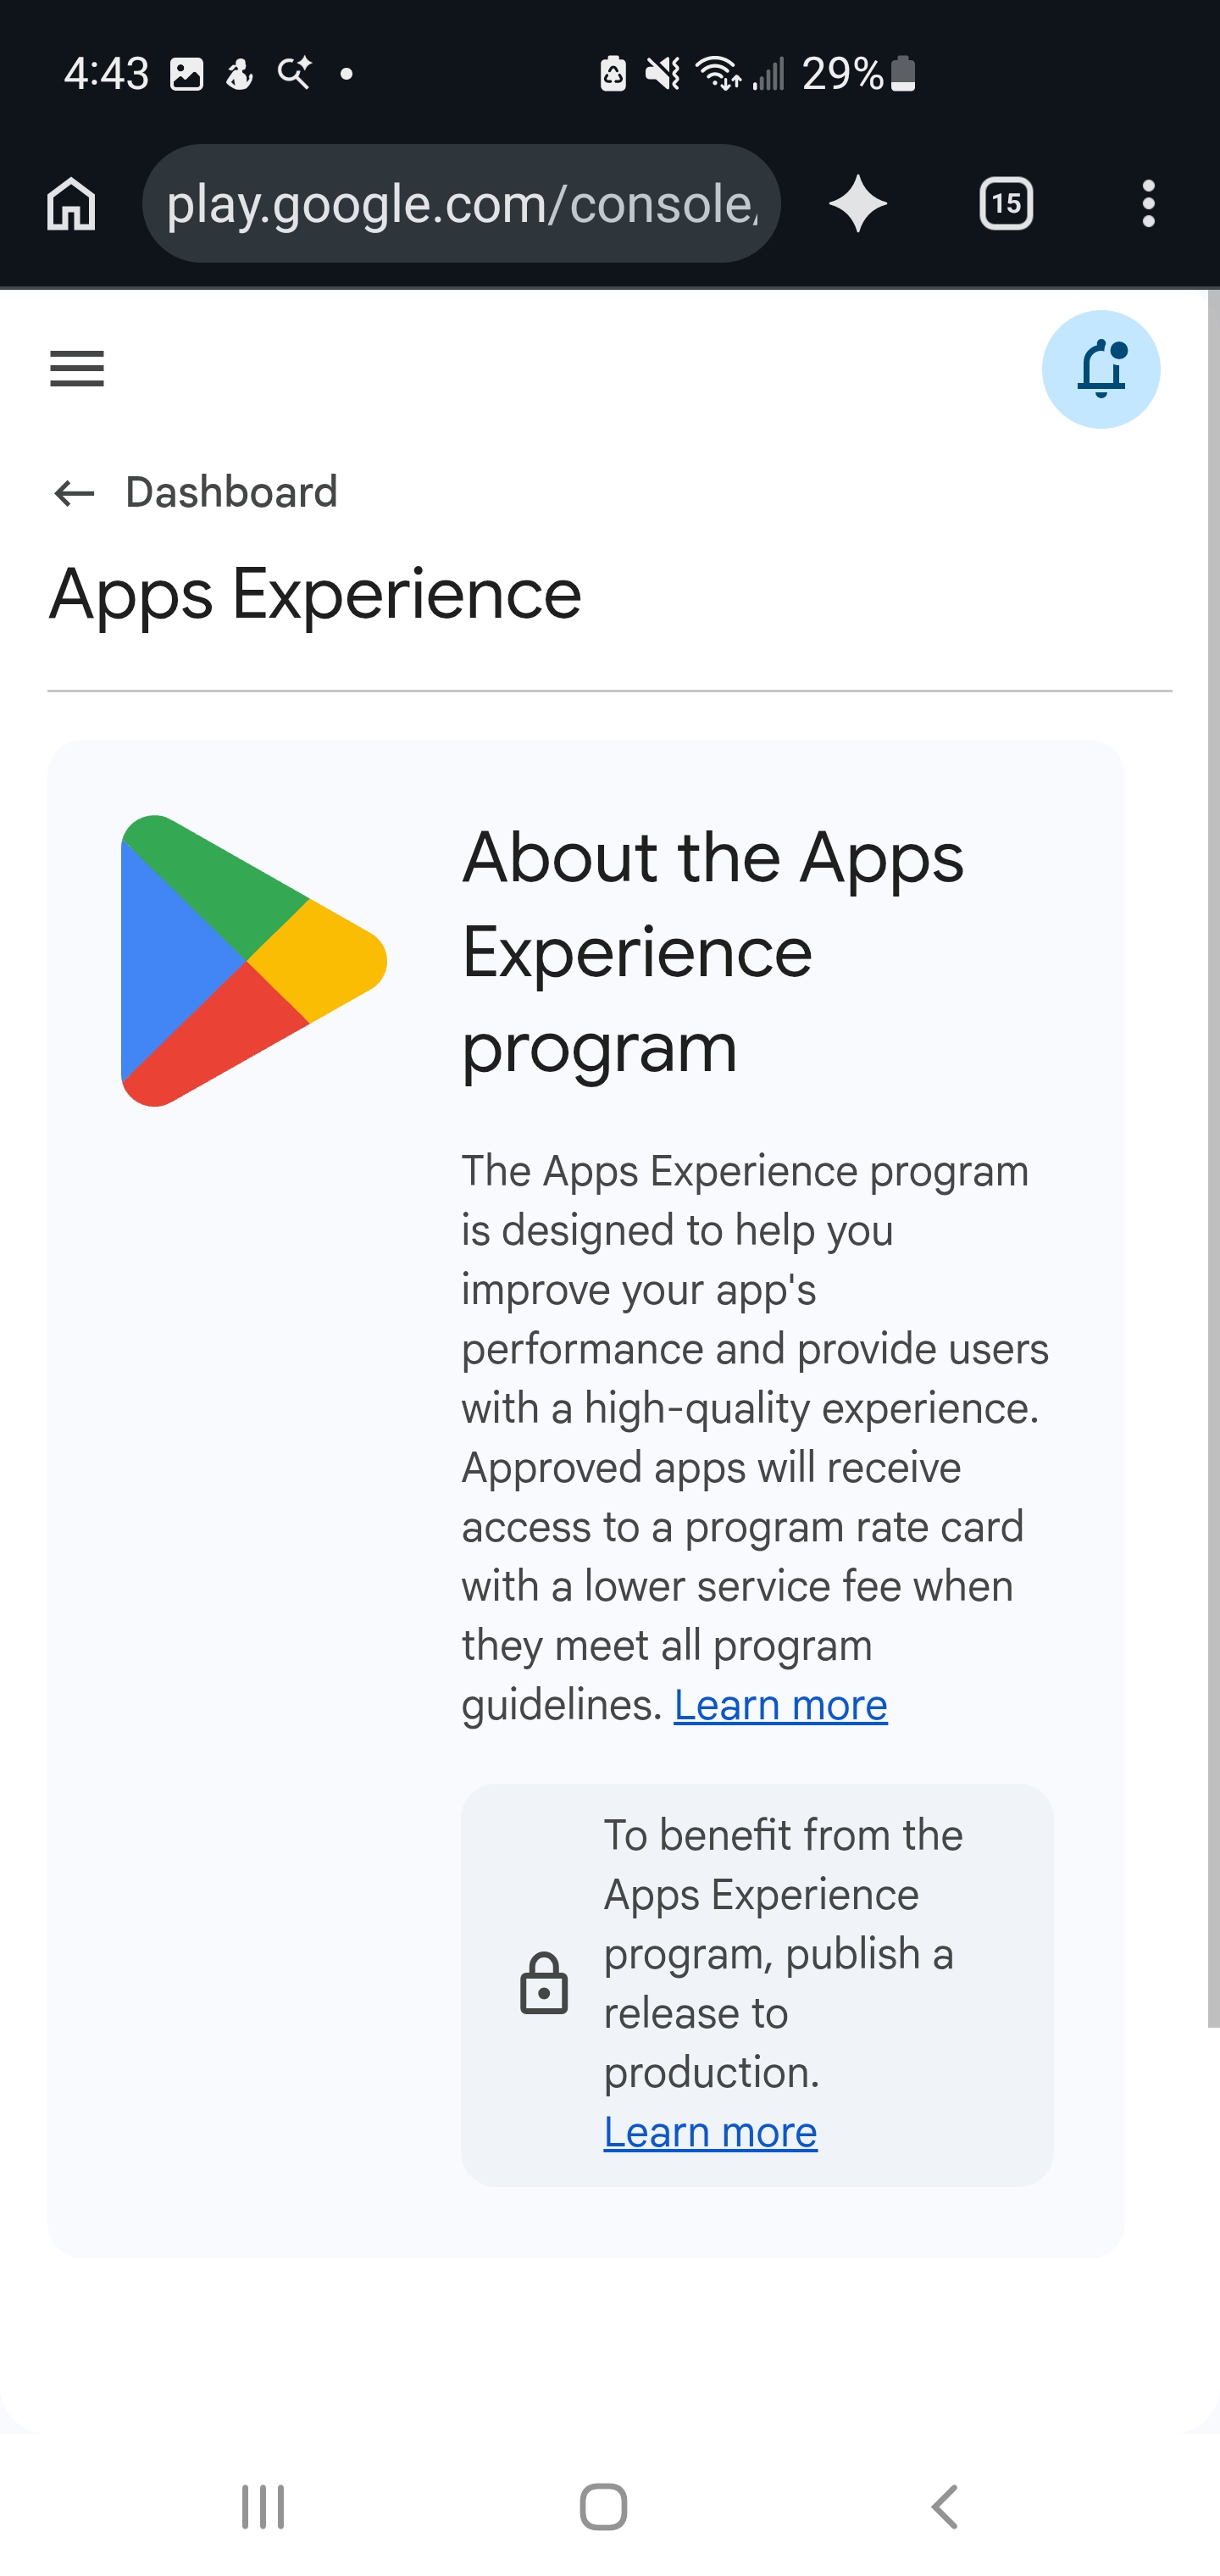 4:43
29%
play.google.com/console/
15
Dashboard
Apps Experience
About the Apps
Experience
program
The Apps Experience program
is designed to help you
improve your app's
performance and provide users
with a high-quality experience.
Approved apps will receive
access to a program rate card
with a lower service fee when
they meet all program
guidelines. Learn more
To benefit from the
Apps Experience
program, publish a
release to
production.
Learn more